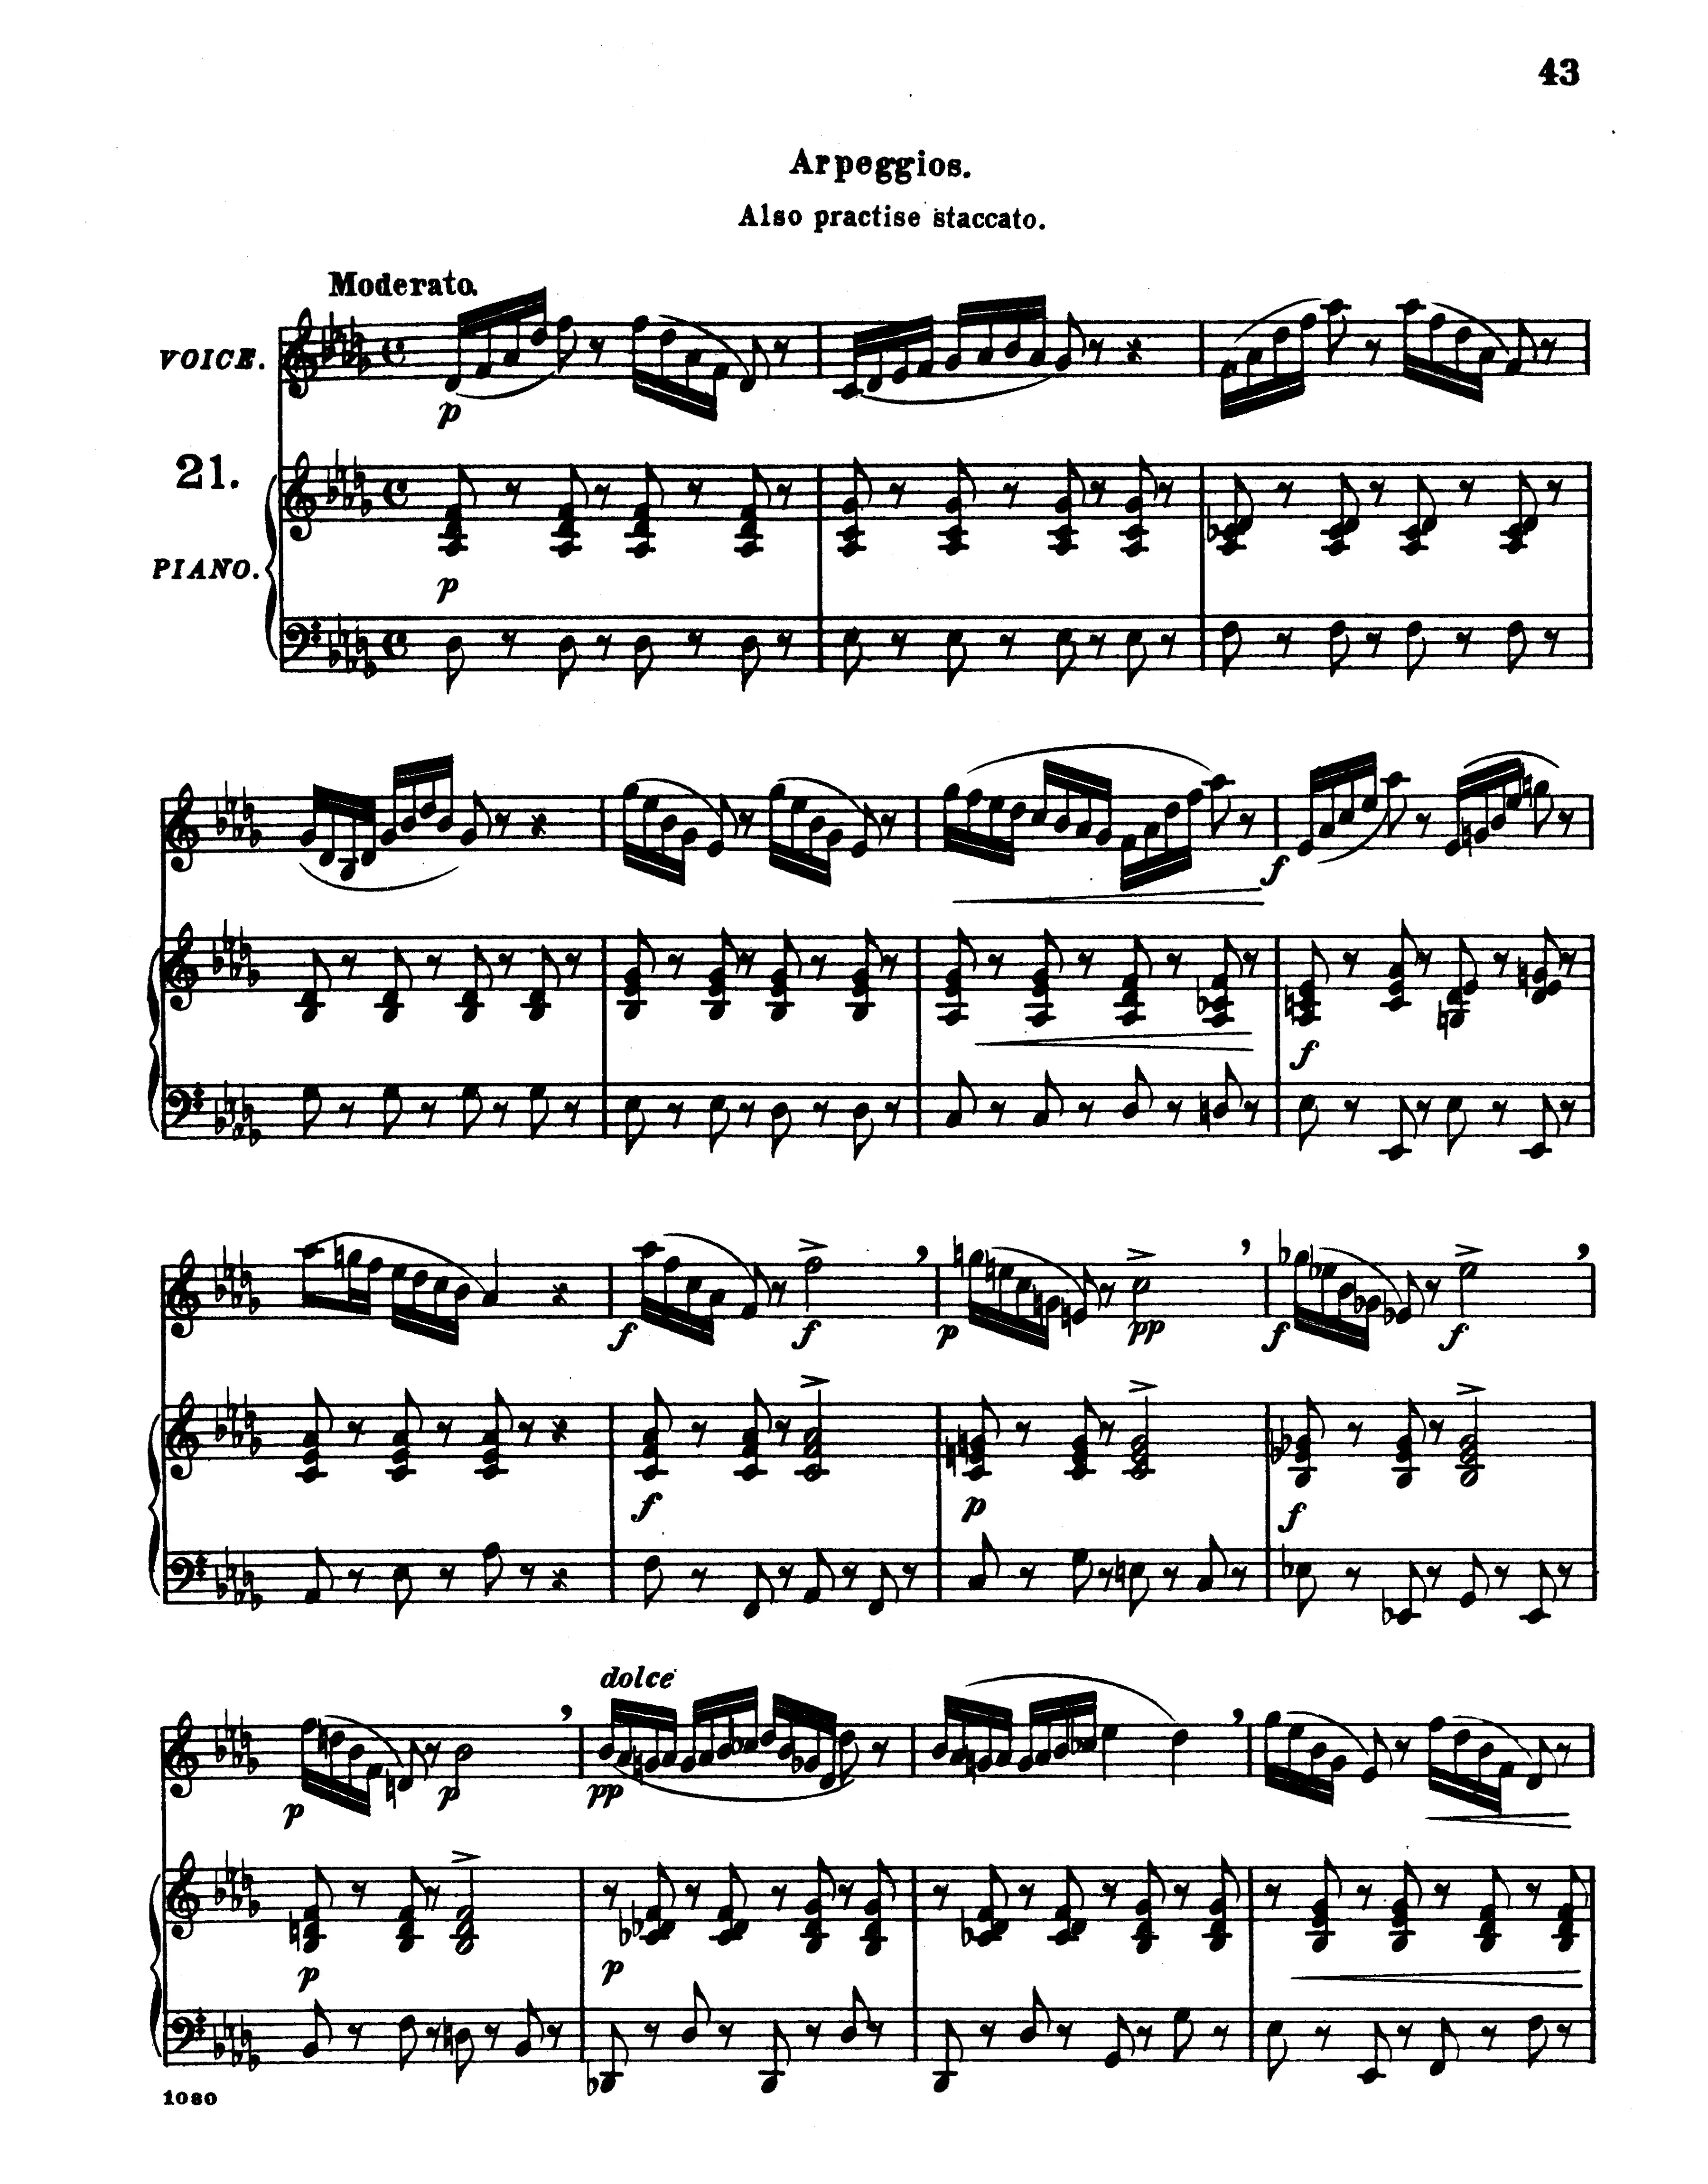 43
Arpeggios.
Also practise staccato.
Moderato.
VOICE.
p
21.
PIANO.
p
f
f
f
f
p
pp
f
f
f
p
f
dolce
p
p
pp
p
p
1080